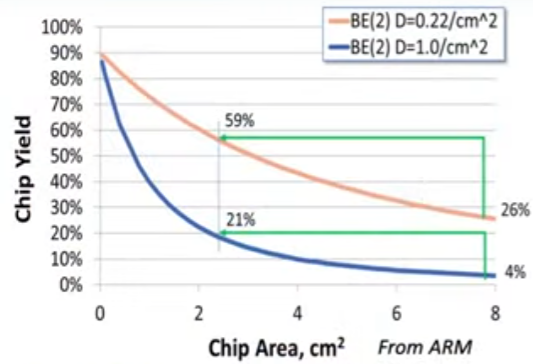 BE(2) D=0.22/cm^2
BE(2) D=1.0/cm^2
Chip Yield
100%
90%
80%
70%
60%
50%
40%
30%
20%
10%
0%
59%
21%
26%
4%
0 2 4 6 8
Chip Area, cm²
From ARM